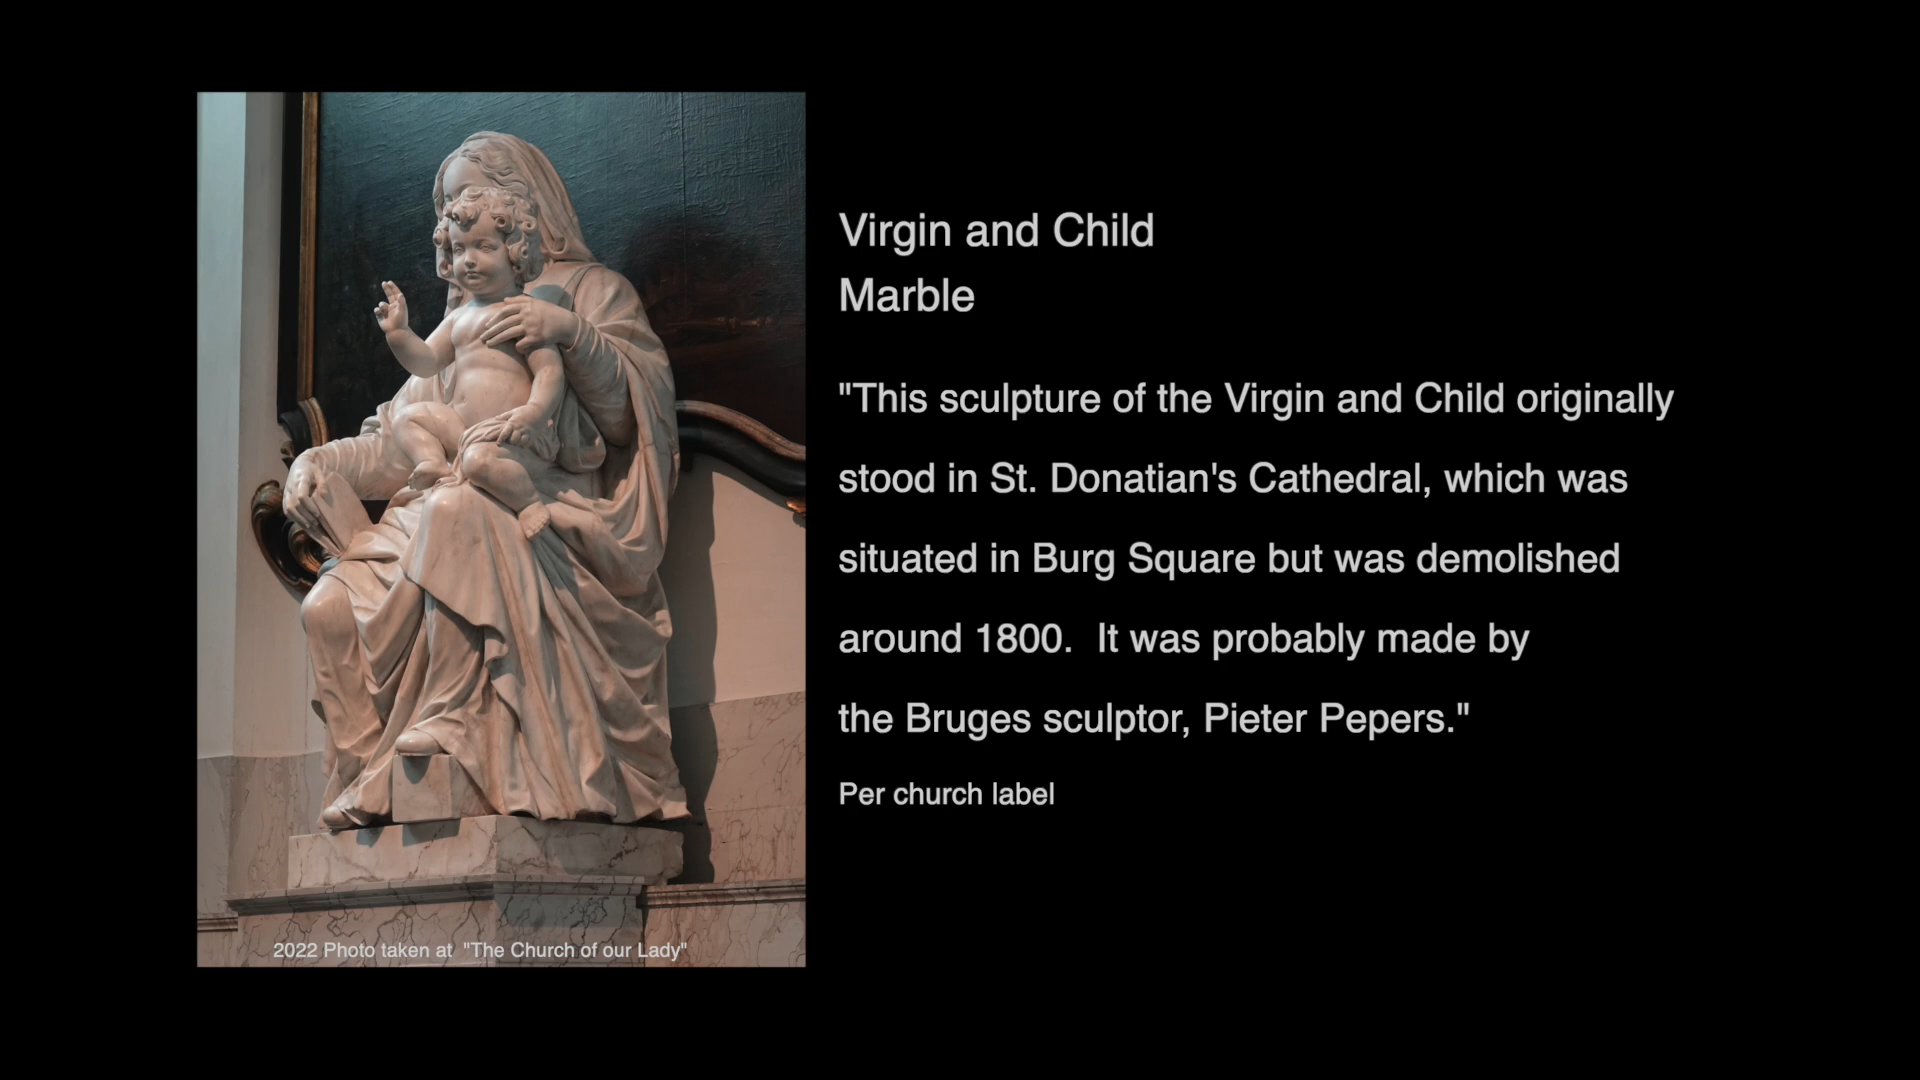 Virgin and Child
Marble
"This sculpture of the Virgin and Child originally
stood in St. Donatian's Cathedral, which was
situated in Burg Square but was demolished
around 1800.  It was probably made by
the Bruges sculptor, Pieter Pepers."
Per church label
2022 Photo taken at  "The Church of our Lady"